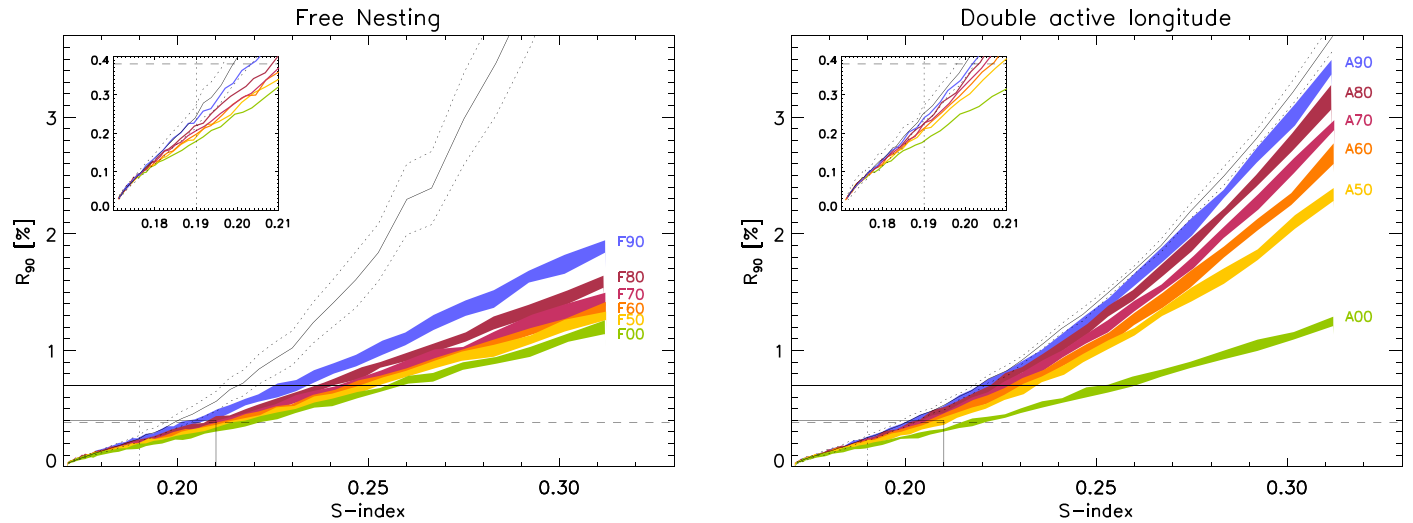 Free Nesting
R90 [%]
3
2
1
0
0.4
0.3
0.2
0.1
0.0
0.18 0.19 0.20 0.21
F90
F80
F70
F60
F50
F00
0.20 0.25 0.30
S-index
Double active longitude
R90 [%]
3
2
1
0
0.4
0.3
0.2
0.1
0.0
0.18 0.19 0.20 0.21
A90
A80
A70
A60
A50
A00
0.20 0.25 0.30
S-index